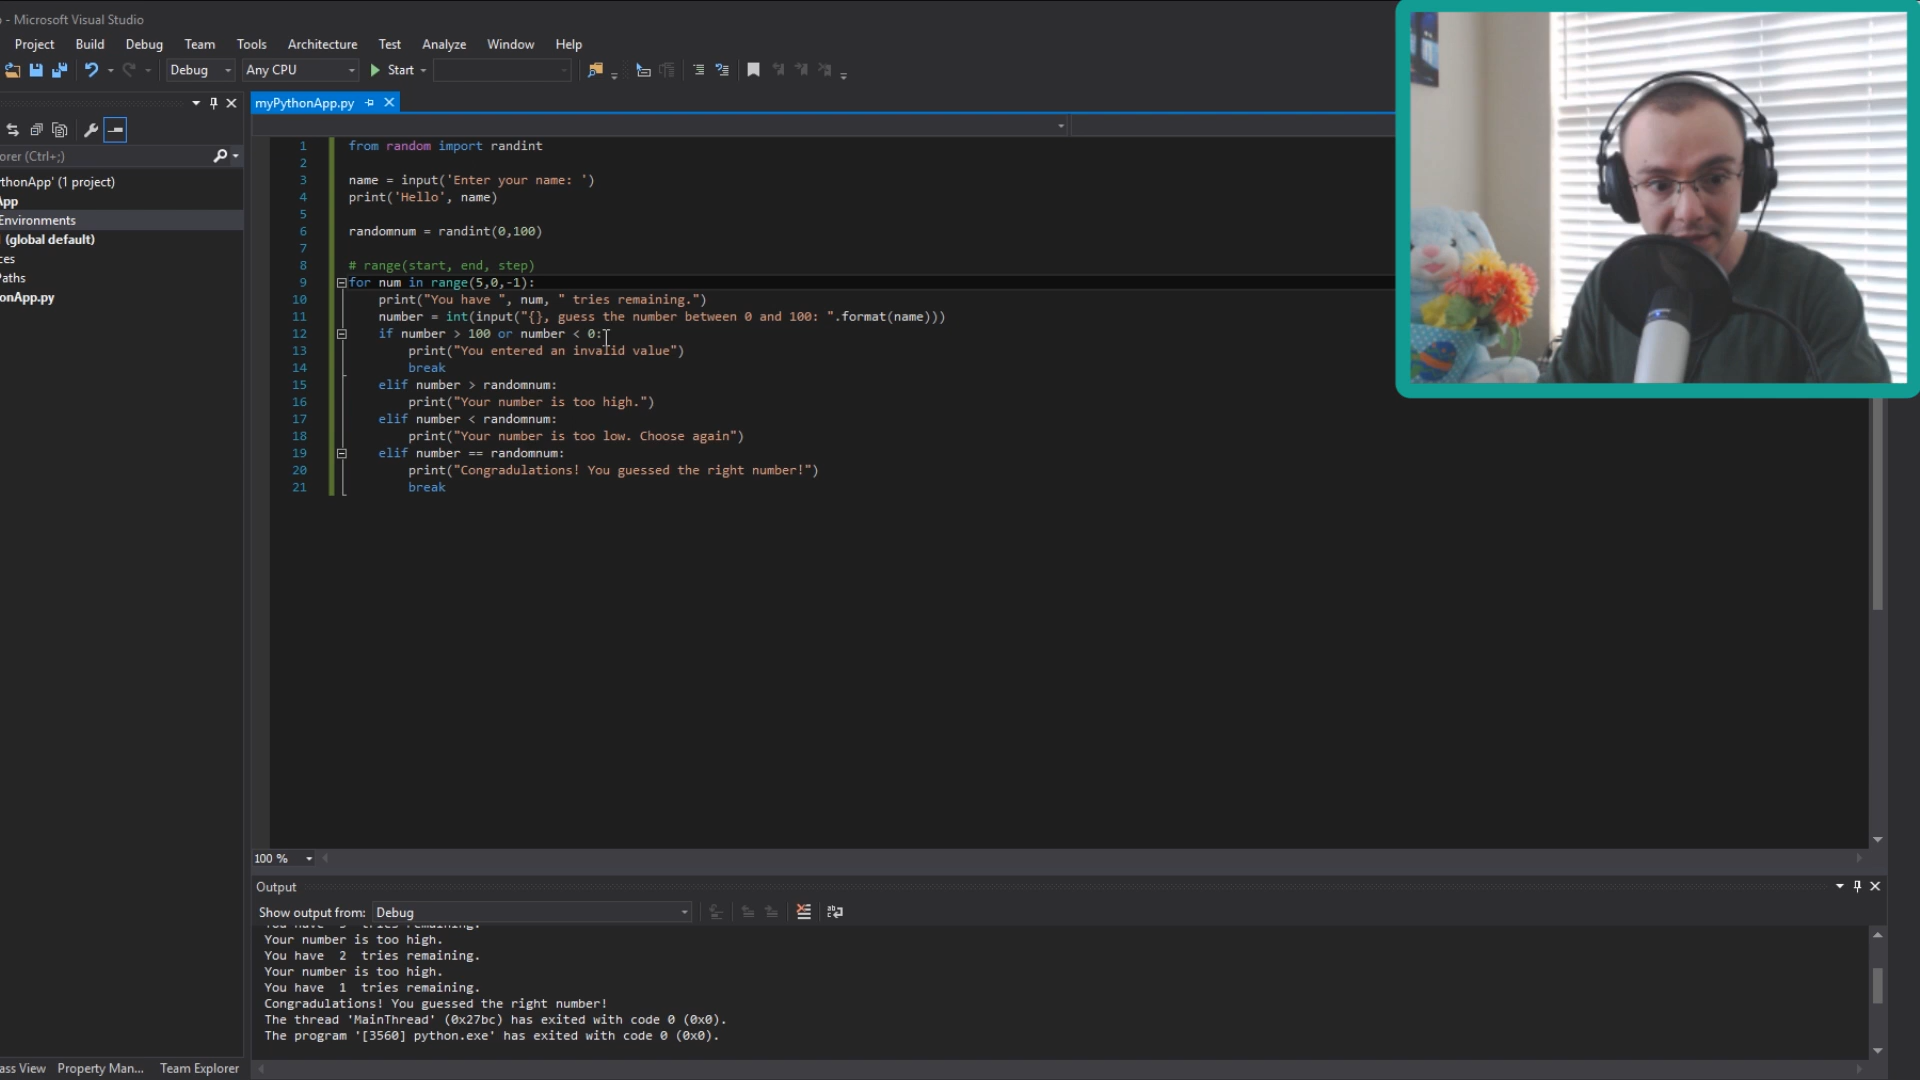 - Microsoft Visual Studio
Project Build Debug Team Tools Architecture Test Analyze Window Help
Debug Any CPU Start
myPythonApp.py
orer (Ctrl+;)
thonApp' (1 project)
App
Environments
(global default)
ces
Paths
onApp.py
1 from random import randint
2
3 name = input('Enter your name: ')
4 print('Hello', name)
5
6 randomnum = randint(0,100)
7
8 # range(start, end, step)
9 for num in range(5,0,-1):
10 print("You have ", num, " tries remaining.")
11 number = int(input("{}, guess the number between 0 and 100: ".format(name)))
12 if number > 100 or number < 0:
13 print("You entered an invalid value")
14 break
15 elif number > randomnum:
16 print("Your number is too high.")
17 elif number < randomnum:
18 print("Your number is too low. Choose again")
19 elif number == randomnum:
20 print("Congradulations! You guessed the right number!")
21 break
100 %
Output
Show output from: Debug
You have 3 tries remaining.
Your number is too high.
You have 2 tries remaining.
Your number is too high.
You have 1 tries remaining.
Congradulations! You guessed the right number!
The thread 'MainThread' (0x27bc) has exited with code 0 (0x0).
The program '[3560] python.exe' has exited with code 0 (0x0).
ass View Property Man... Team Explorer